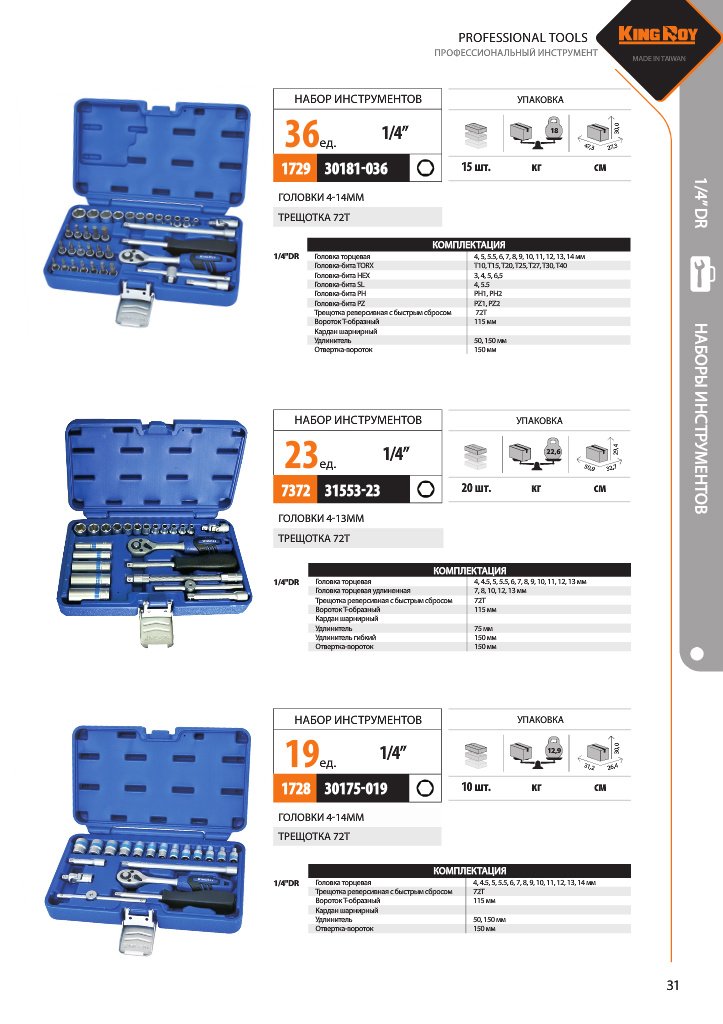 PROFESSIONAL TOOLS
ПРОФЕССИОНАЛЬНЫЙ ИНСТРУМЕНТ
KING ROY
MADE IN TAIWAN
1/4” DR
НАБОРЫ ИНСТРУМЕНТОВ
НАБОР ИНСТРУМЕНТОВ
36 ед. 1/4”
1729 30181-036
УПАКОВКА
18
47,3 27,3 30,0
15 шт. кг см
ГОЛОВКИ 4-14ММ
ТРЕЩОТКА 72Т
КОМПЛЕКТАЦИЯ
1/4"DR Головка торцевая 4, 5, 5.5, 6, 7, 8, 9, 10, 11, 12, 13, 14 мм
Головка-бита TORX T10, T15, T20, T25, T27, T30, T40
Головка-бита HEX 3, 4, 5, 6,5
Головка-бита SL 4, 5.5
Головка-бита PH PH1, PH2
Головка-бита PZ PZ1, PZ2
Трещотка реверсивная с быстрым сбросом 72Т
Вороток Т-образный 115 мм
Кардан шарнирный
Удлинитель 50, 150 мм
Отвертка-вороток 150 мм
НАБОР ИНСТРУМЕНТОВ
23 ед. 1/4”
7372 31553-23
УПАКОВКА
22,6
50,9 32,7 29,4
20 шт. кг см
ГОЛОВКИ 4-13ММ
ТРЕЩОТКА 72Т
КОМПЛЕКТАЦИЯ
1/4"DR Головка торцевая 4, 4.5, 5, 5.5, 6, 7, 8, 9, 10, 11, 12, 13 мм
Головка торцевая удлиненная 7, 8, 10, 12, 13 мм
Трещотка реверсивная с быстрым сбросом 72Т
Вороток Т-образный 115 мм
Кардан шарнирный
Удлинитель 75 мм
Удлинитель гибкий 150 мм
Отвертка-вороток 150 мм
НАБОР ИНСТРУМЕНТОВ
19 ед. 1/4”
1728 30175-019
УПАКОВКА
12,9
31,2 26,4 30,0
10 шт. кг см
ГОЛОВКИ 4-14ММ
ТРЕЩОТКА 72Т
КОМПЛЕКТАЦИЯ
1/4"DR Головка торцевая 4, 4.5, 5, 5.5, 6, 7, 8, 9, 10, 11, 12, 13, 14 мм
Трещотка реверсивная с быстрым сбросом 72Т
Вороток Т-образный 115 мм
Кардан шарнирный
Удлинитель 50, 150 мм
Отвертка-вороток 150 мм
31